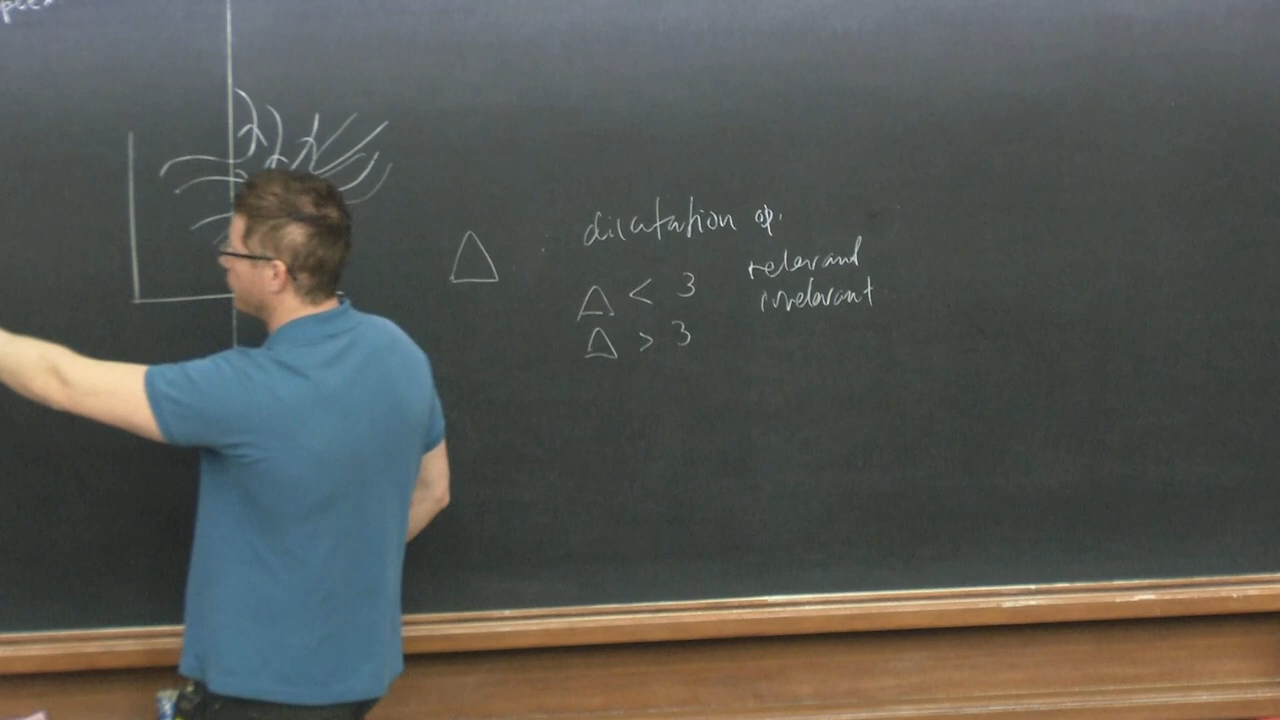 Δ
dilatation op.
Δ < 3 relevant
Δ > 3 irrelevant